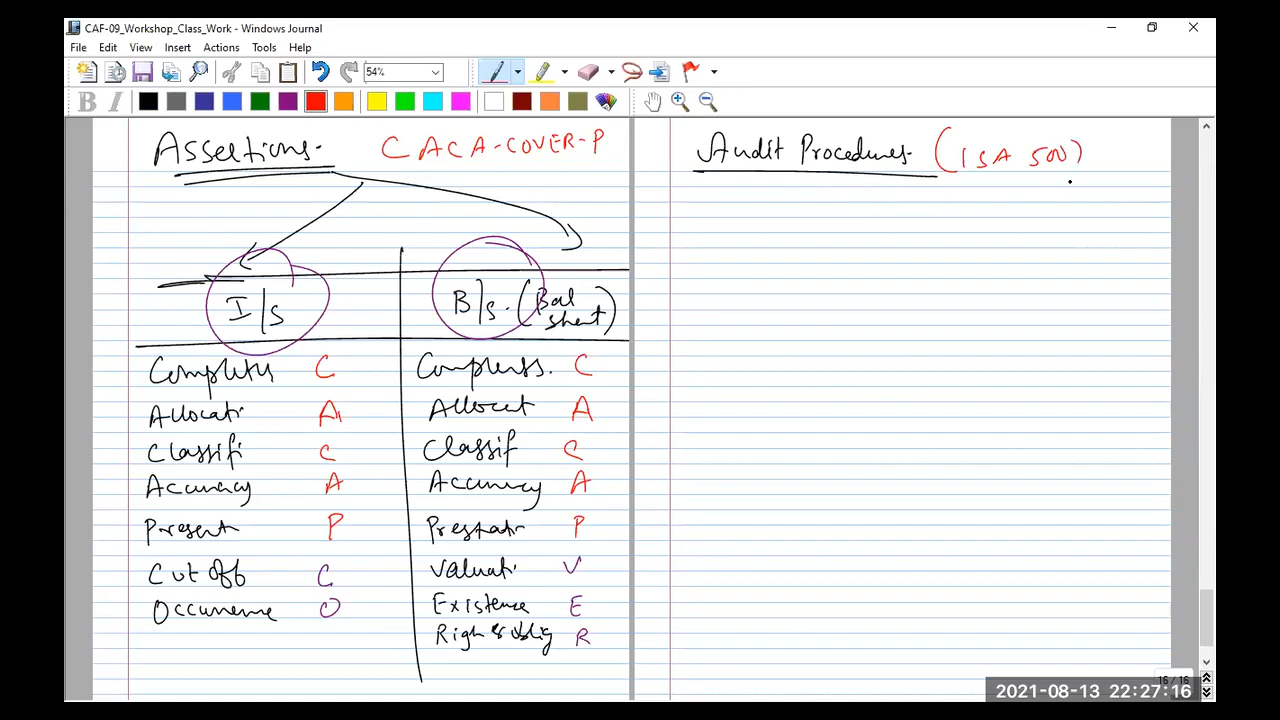 CAF-09_Workshop_Class_Work - Windows Journal
File Edit View Insert Actions Tools Help
54%
B I
Assertions. CACA-COVER-P
I/S
B/S. (Bal
sheet)
Completes C
Allocati A
Classifi C
Accuracy A
Present P
Cut off C
Occurrence O
Completss. C
Allocat A
Classif C
Accuracy A
Presttati P
Valuati V
Existence E
Righ & oblig R
Audit Procedures. (ISA 500)
16 / 16
2021-08-13 22:27:16